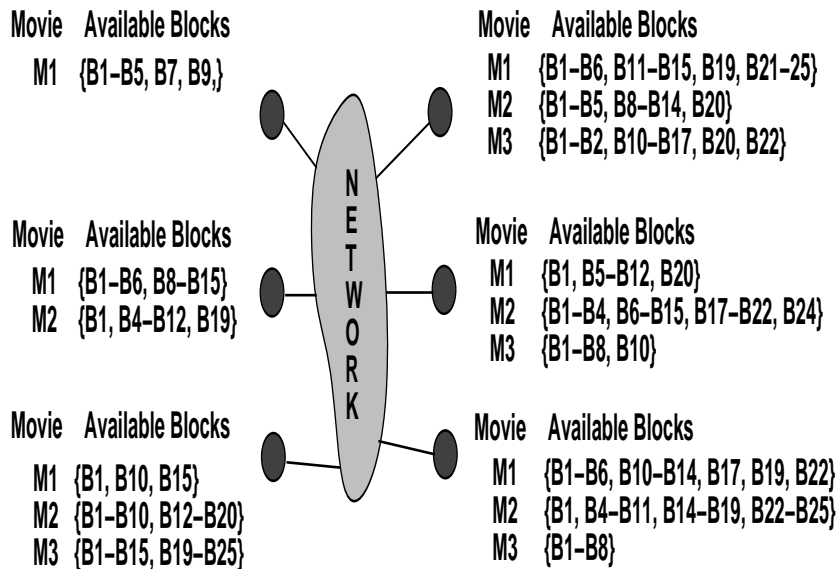 Movie Available Blocks
M1 {B1–B5, B7, B9,}
Movie Available Blocks
M1 {B1–B6, B11–B15, B19, B21–25}
M2 {B1–B5, B8–B14, B20}
M3 {B1–B2, B10–B17, B20, B22}
NETWORK
Movie Available Blocks
M1 {B1–B6, B8–B15}
M2 {B1, B4–B12, B19}
Movie Available Blocks
M1 {B1, B5–B12, B20}
M2 {B1–B4, B6–B15, B17–B22, B24}
M3 {B1–B8, B10}
Movie Available Blocks
M1 {B1, B10, B15}
M2 {B1–B10, B12–B20}
M3 {B1–B15, B19–B25}
Movie Available Blocks
M1 {B1–B6, B10–B14, B17, B19, B22}
M2 {B1, B4–B11, B14–B19, B22–B25}
M3 {B1–B8}